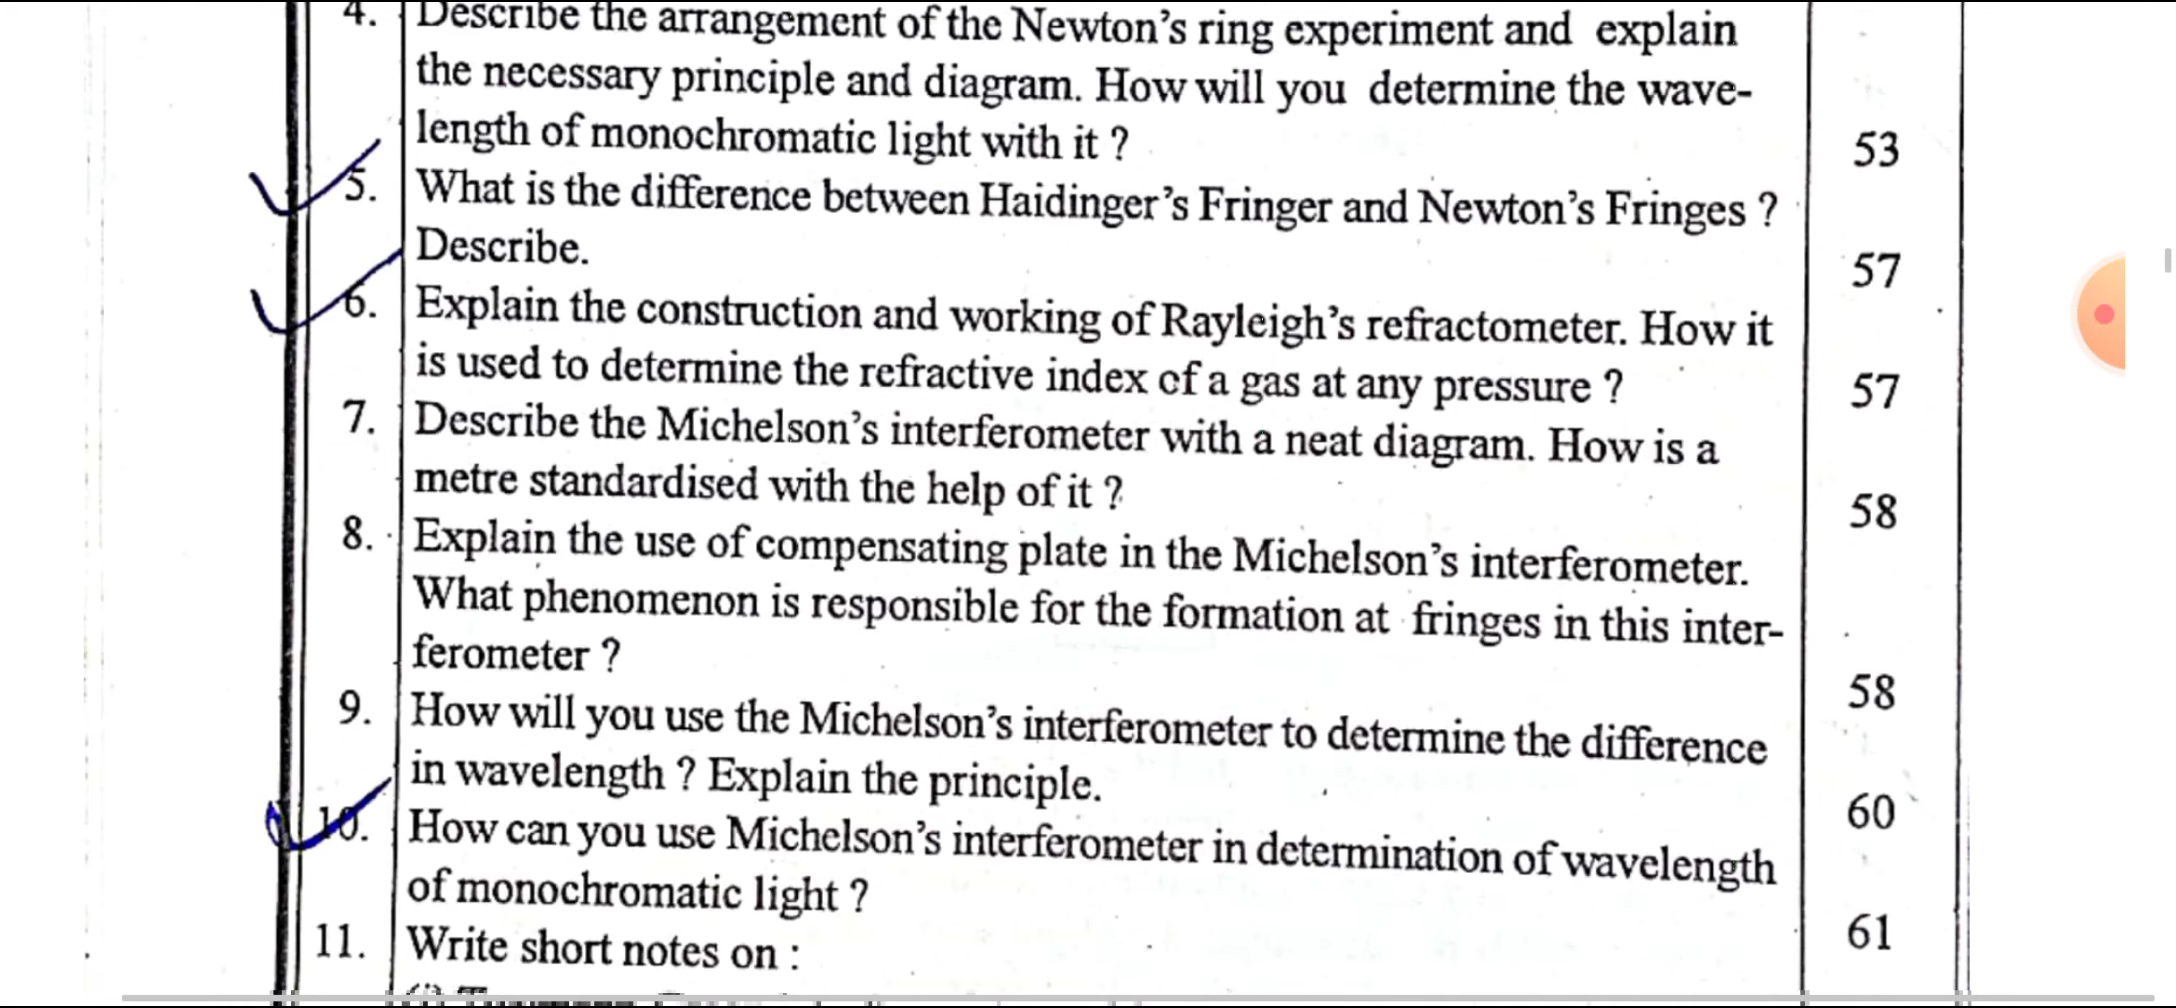 4. Describe the arrangement of the Newton's ring experiment and explain
the necessary principle and diagram. How will you determine the wave-
length of monochromatic light with it ? 53
5. What is the difference between Haidinger's Fringer and Newton's Fringes ?
Describe. 57
6. Explain the construction and working of Rayleigh's refractometer. How it
is used to determine the refractive index of a gas at any pressure ? 57
7. Describe the Michelson's interferometer with a neat diagram. How is a
metre standardised with the help of it ? 58
8. Explain the use of compensating plate in the Michelson's interferometer.
What phenomenon is responsible for the formation at fringes in this inter-
ferometer ? 58
9. How will you use the Michelson's interferometer to determine the difference
in wavelength ? Explain the principle. 60
10. How can you use Michelson's interferometer in determination of wavelength
of monochromatic light ? 61
11. Write short notes on :